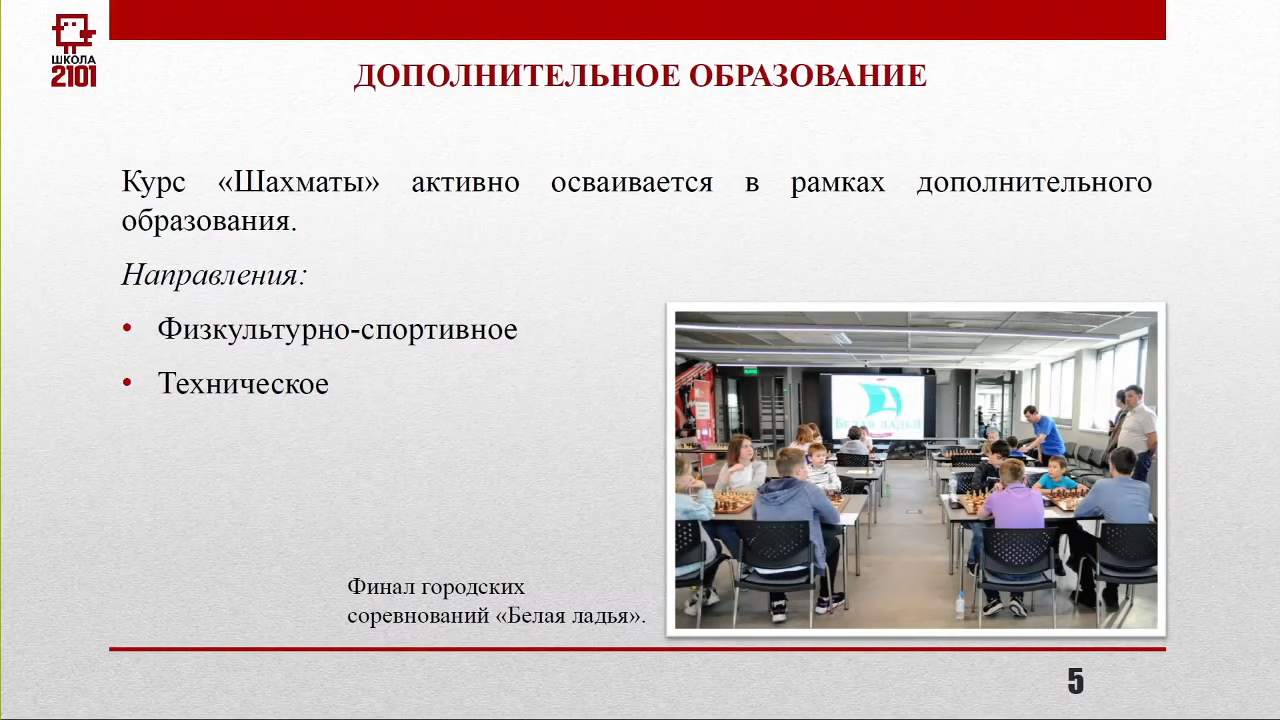 ШКОЛА
2101
ДОПОЛНИТЕЛЬНОЕ ОБРАЗОВАНИЕ
Курс «Шахматы» активно осваивается в рамках дополнительного
образования.
Направления:
• Физкультурно-спортивное
• Техническое
БЕЛАЯ ЛАДЬЯ
Финал городских
соревнований «Белая ладья».
5